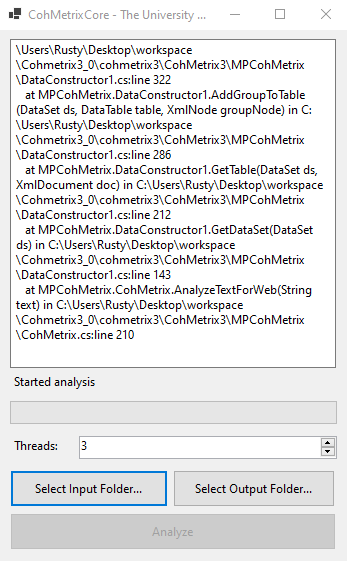 CohMetrixCore - The University ...
\Users\Rusty\Desktop\workspace
\Cohmetrix3_0\cohmetrix3\CohMetrix3\MPCohMetrix
\DataConstructor1.cs:line 322
at MPCohMetrix.DataConstructor1.AddGroupToTable
(DataSet ds, DataTable table, XmlNode groupNode) in C:
\Users\Rusty\Desktop\workspace
\Cohmetrix3_0\cohmetrix3\CohMetrix3\MPCohMetrix
\DataConstructor1.cs:line 286
at MPCohMetrix.DataConstructor1.GetTable(DataSet ds,
XmlDocument doc) in C:\Users\Rusty\Desktop\workspace
\Cohmetrix3_0\cohmetrix3\CohMetrix3\MPCohMetrix
\DataConstructor1.cs:line 212
at MPCohMetrix.DataConstructor1.GetDataSet(DataSet
ds) in C:\Users\Rusty\Desktop\workspace
\Cohmetrix3_0\cohmetrix3\CohMetrix3\MPCohMetrix
\DataConstructor1.cs:line 143
at MPCohMetrix.CohMetrix.AnalyzeTextForWeb(String
text) in C:\Users\Rusty\Desktop\workspace
\Cohmetrix3_0\cohmetrix3\CohMetrix3\MPCohMetrix
\CohMetrix.cs:line 210
Started analysis
Threads: 3
Select Input Folder... Select Output Folder...
Analyze